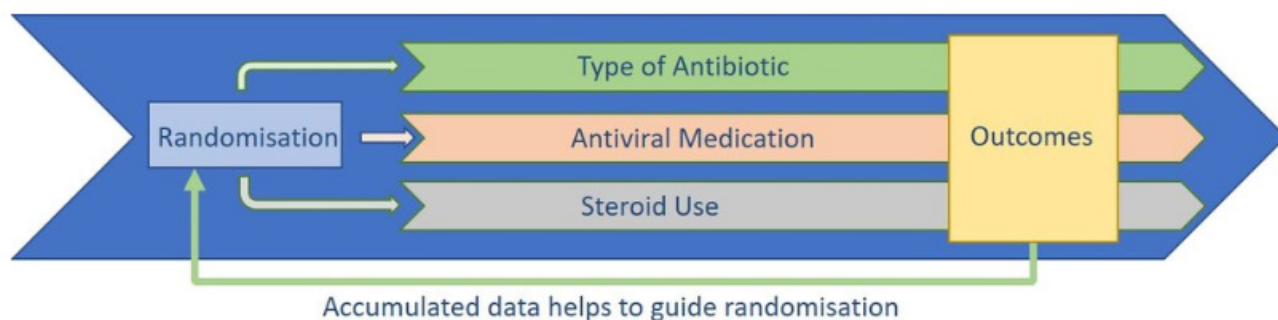 Type of Antibiotic
Randomisation
Antiviral Medication
Outcomes
Steroid Use
Accumulated data helps to guide randomisation